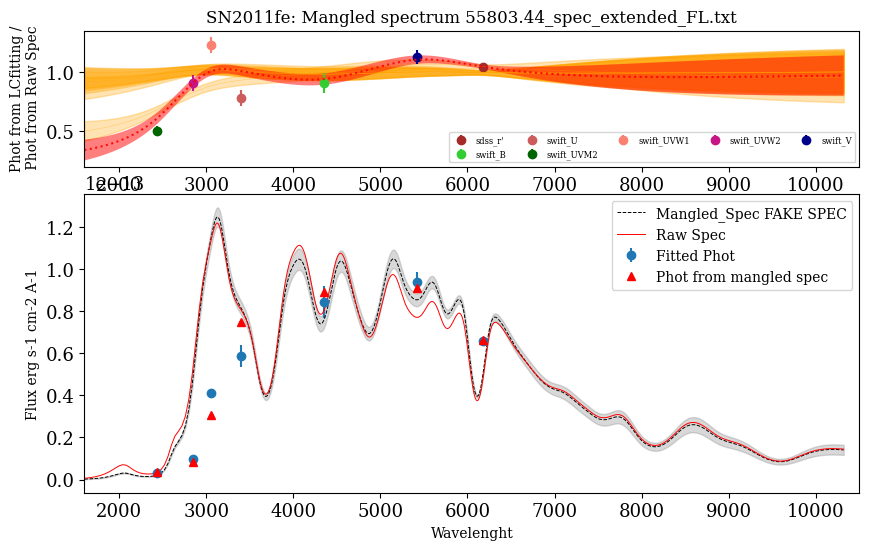 SN2011fe: Mangled spectrum 55803.44_spec_extended_FL.txt
Phot from LCfitting /
Phot from Raw Spec
1.0
0.5
sdss_r' swift_U swift_UVW1 swift_UVW2 swift_V
swift_B swift_UVM2
2000 3000 4000 5000 6000 7000 8000 9000 10000
1e−13
Flux erg s-1 cm-2 A-1
1.2
1.0
0.8
0.6
0.4
0.2
0.0
Mangled_Spec FAKE SPEC
Raw Spec
Fitted Phot
Phot from mangled spec
2000 3000 4000 5000 6000 7000 8000 9000 10000
Wavelenght